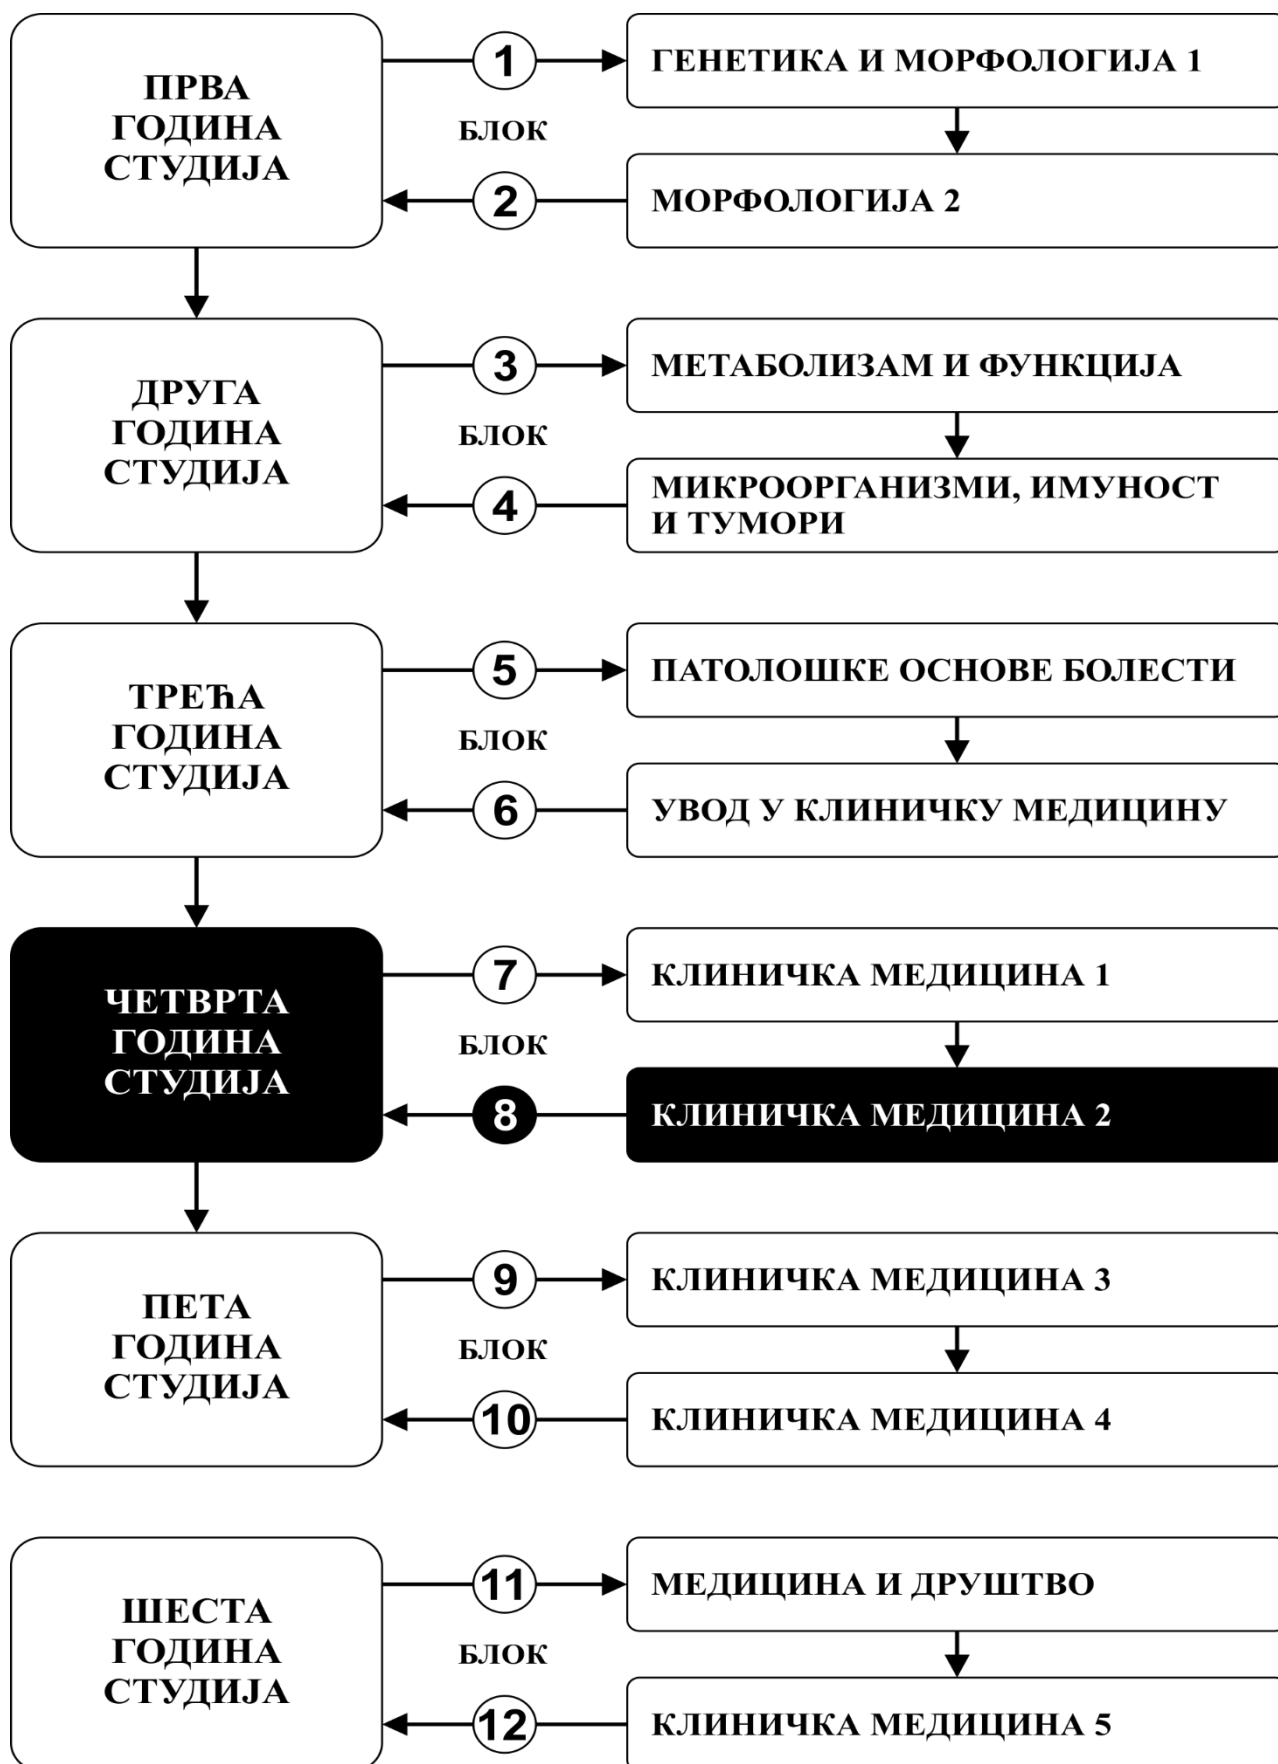 ПРВА
ГОДИНА
СТУДИЈА
1
БЛОК
2
ГЕНЕТИКА И МОРФОЛОГИЈА 1
МОРФОЛОГИЈА 2
ДРУГА
ГОДИНА
СТУДИЈА
3
БЛОК
4
МЕТАБОЛИЗАМ И ФУНКЦИЈА
МИКРООРГАНИЗМИ, ИМУНОСТ
И ТУМОРИ
ТРЕЋА
ГОДИНА
СТУДИЈА
5
БЛОК
6
ПАТОЛОШКЕ ОСНОВЕ БОЛЕСТИ
УВОД У КЛИНИЧКУ МЕДИЦИНУ
ЧЕТВРТА
ГОДИНА
СТУДИЈА
7
БЛОК
8
КЛИНИЧКА МЕДИЦИНА 1
КЛИНИЧКА МЕДИЦИНА 2
ПЕТА
ГОДИНА
СТУДИЈА
9
БЛОК
10
КЛИНИЧКА МЕДИЦИНА 3
КЛИНИЧКА МЕДИЦИНА 4
ШЕСТА
ГОДИНА
СТУДИЈА
11
БЛОК
12
МЕДИЦИНА И ДРУШТВО
КЛИНИЧКА МЕДИЦИНА 5